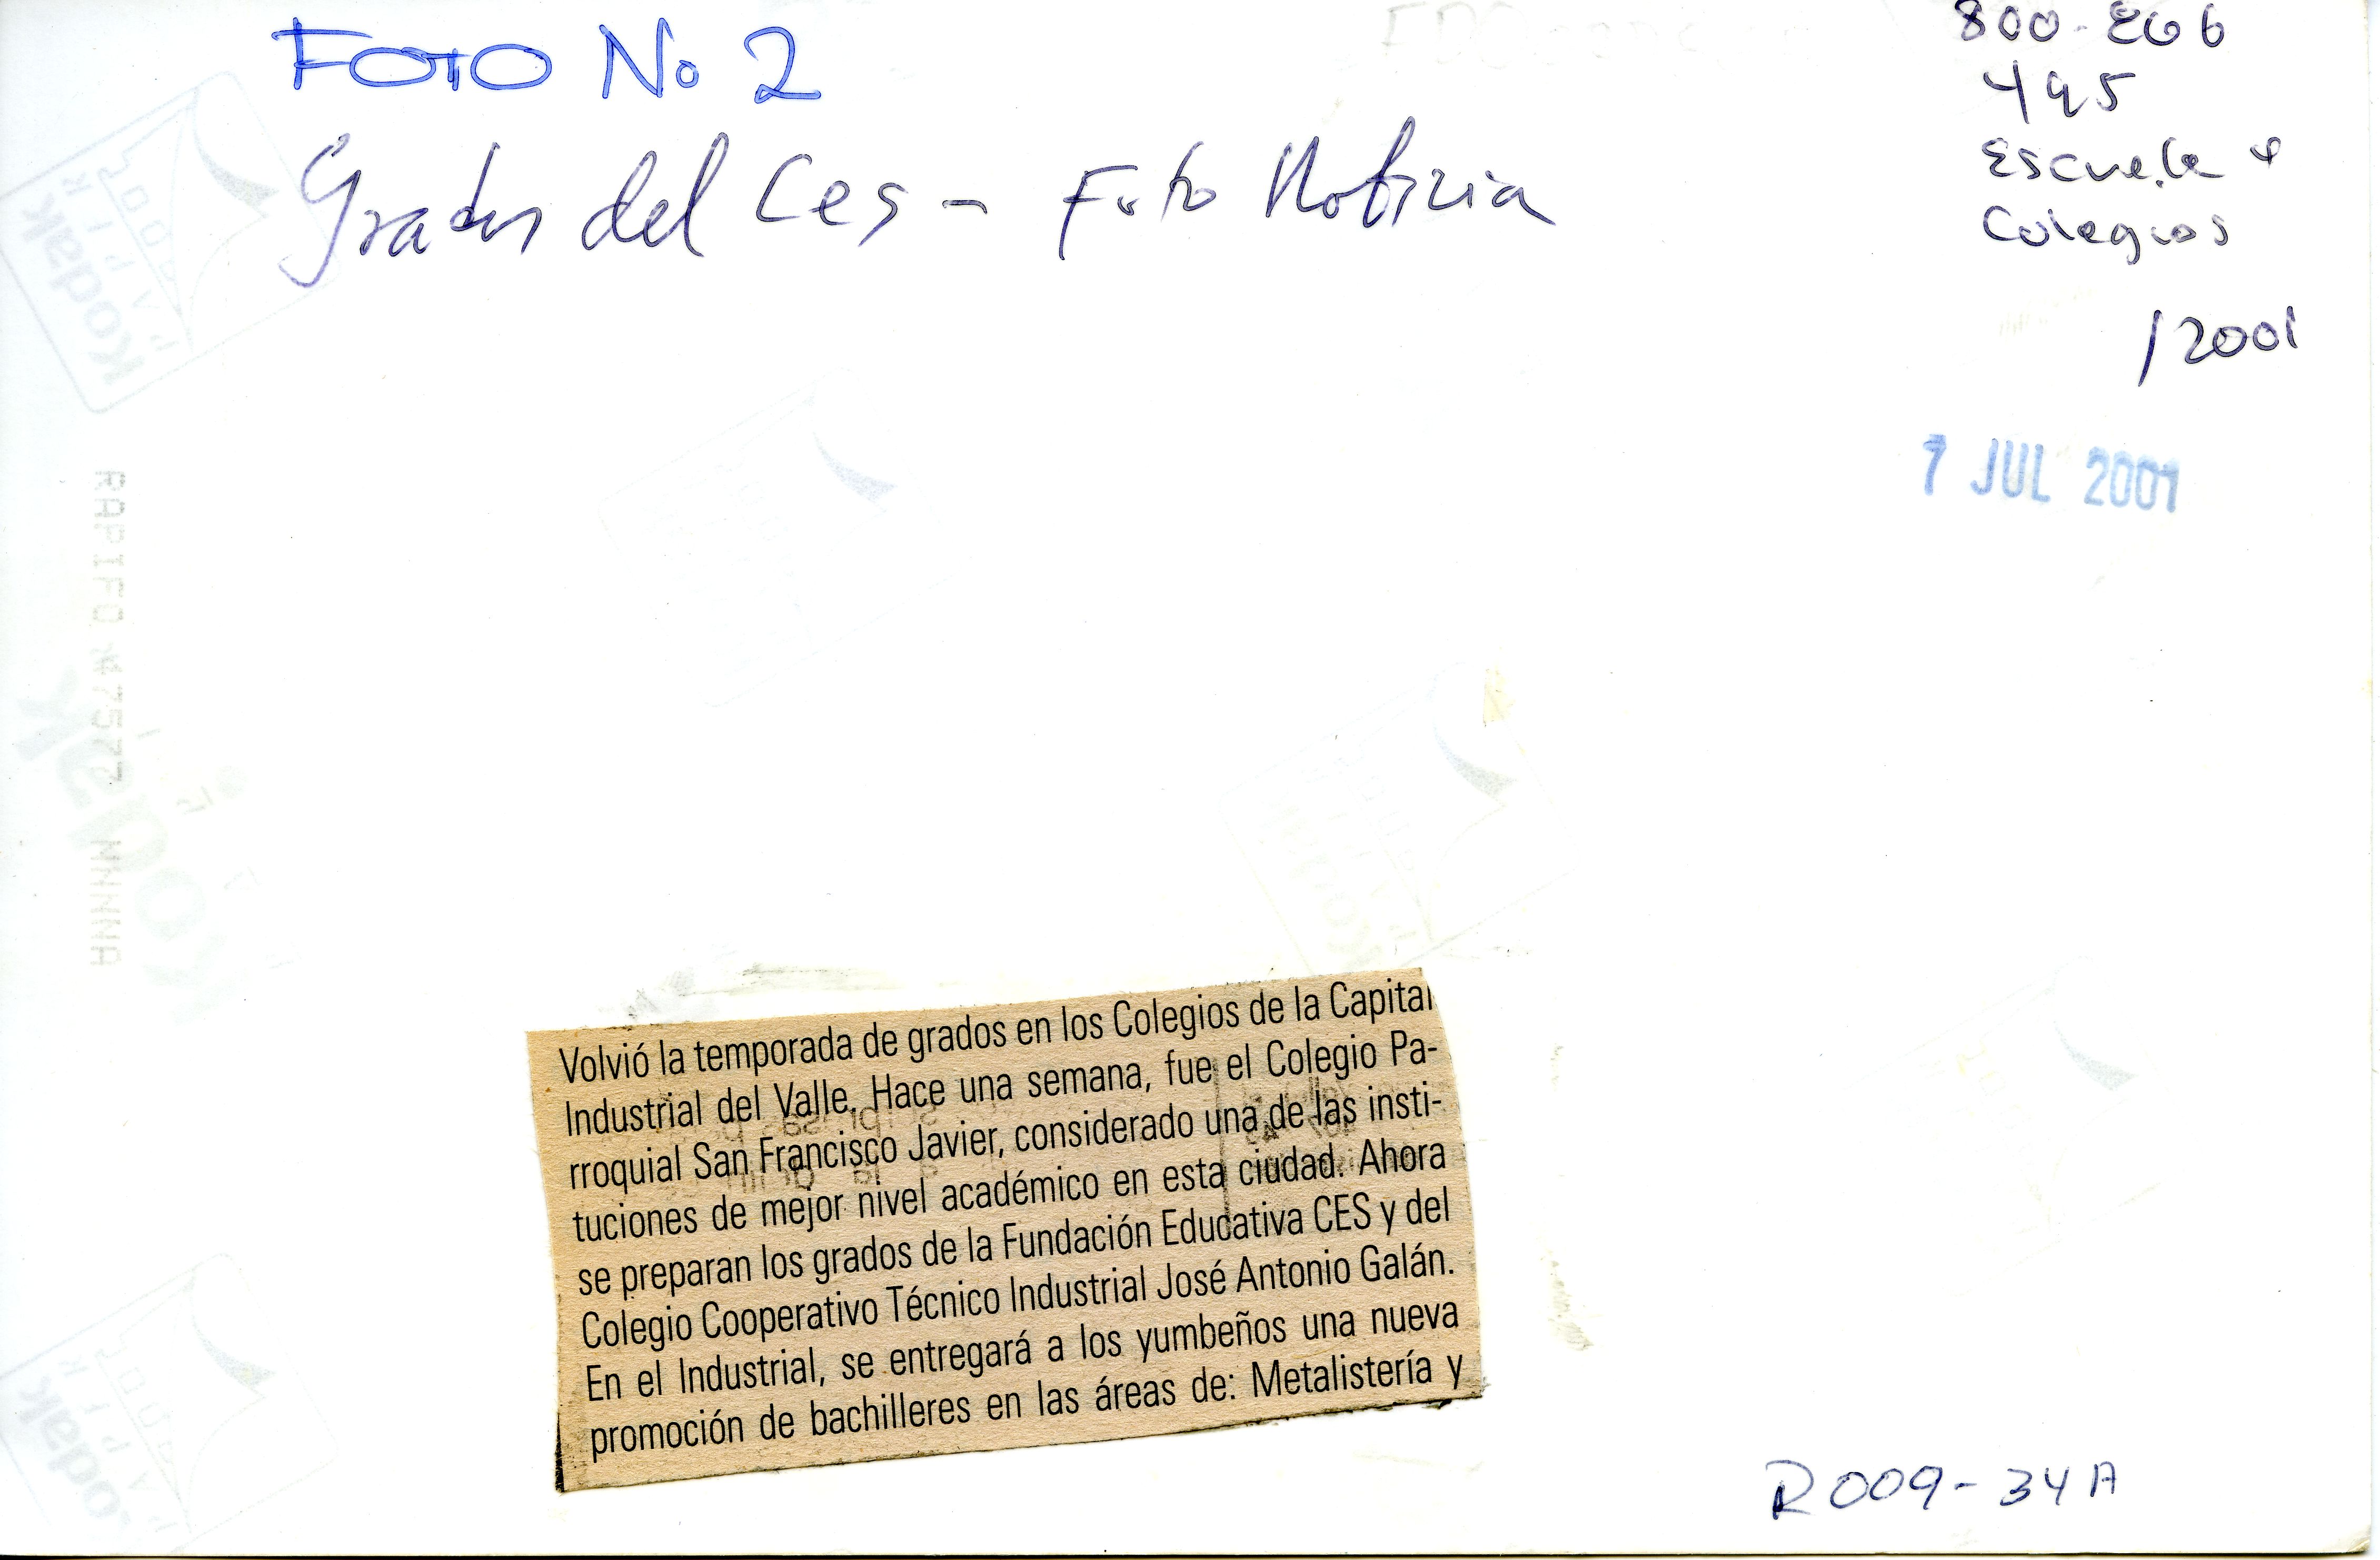 FOTO No 2
Grados del Ces - Foto Noticia
800-EG6
495
Escuela y
Colegios
/2001
7 JUL 2001
Kodak
RAPIFO
Volvió la temporada de grados en los Colegios de la Capital
Industrial del Valle. Hace una semana, fue el Colegio Pa-
rroquial San Francisco Javier, considerado una de las insti-
tuciones de mejor nivel académico en esta ciudad. Ahora
se preparan los grados de la Fundación Educativa CES y del
Colegio Cooperativo Técnico Industrial José Antonio Galán.
En el Industrial, se entregará a los yumbeños una nueva
promoción de bachilleres en las áreas de: Metalistería y
R009-34A